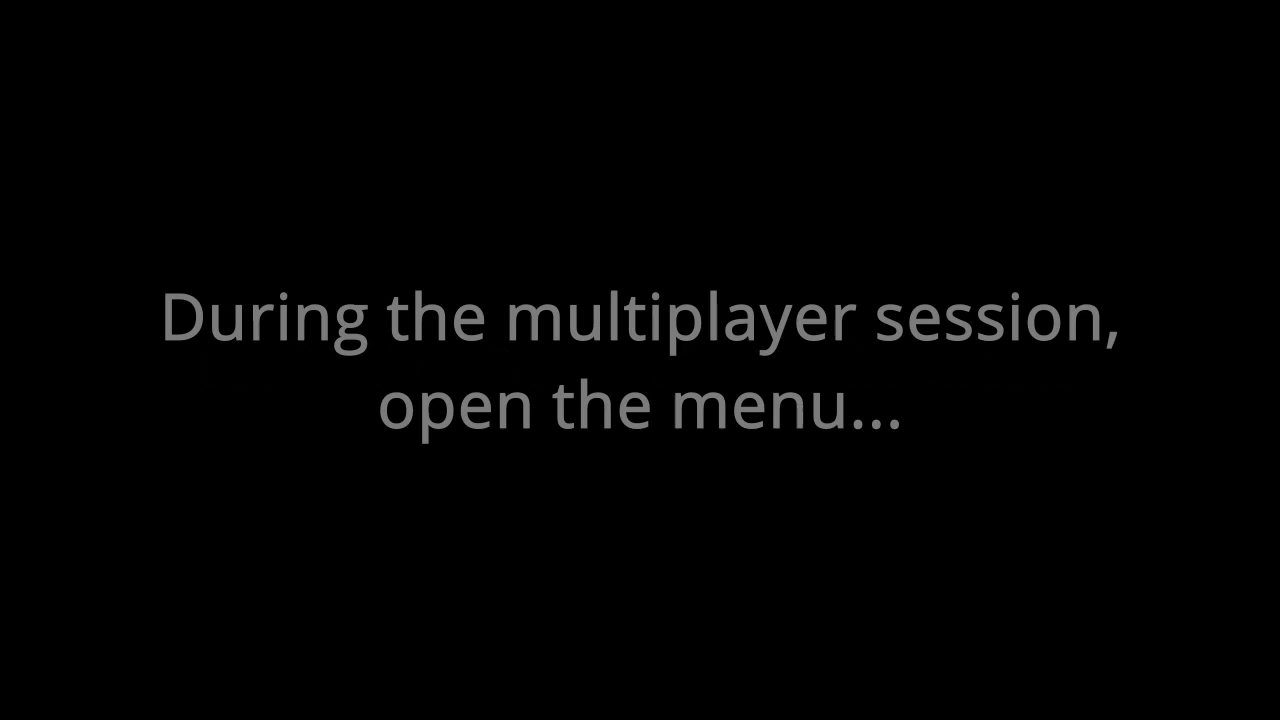 During the multiplayer session,
open the menu...